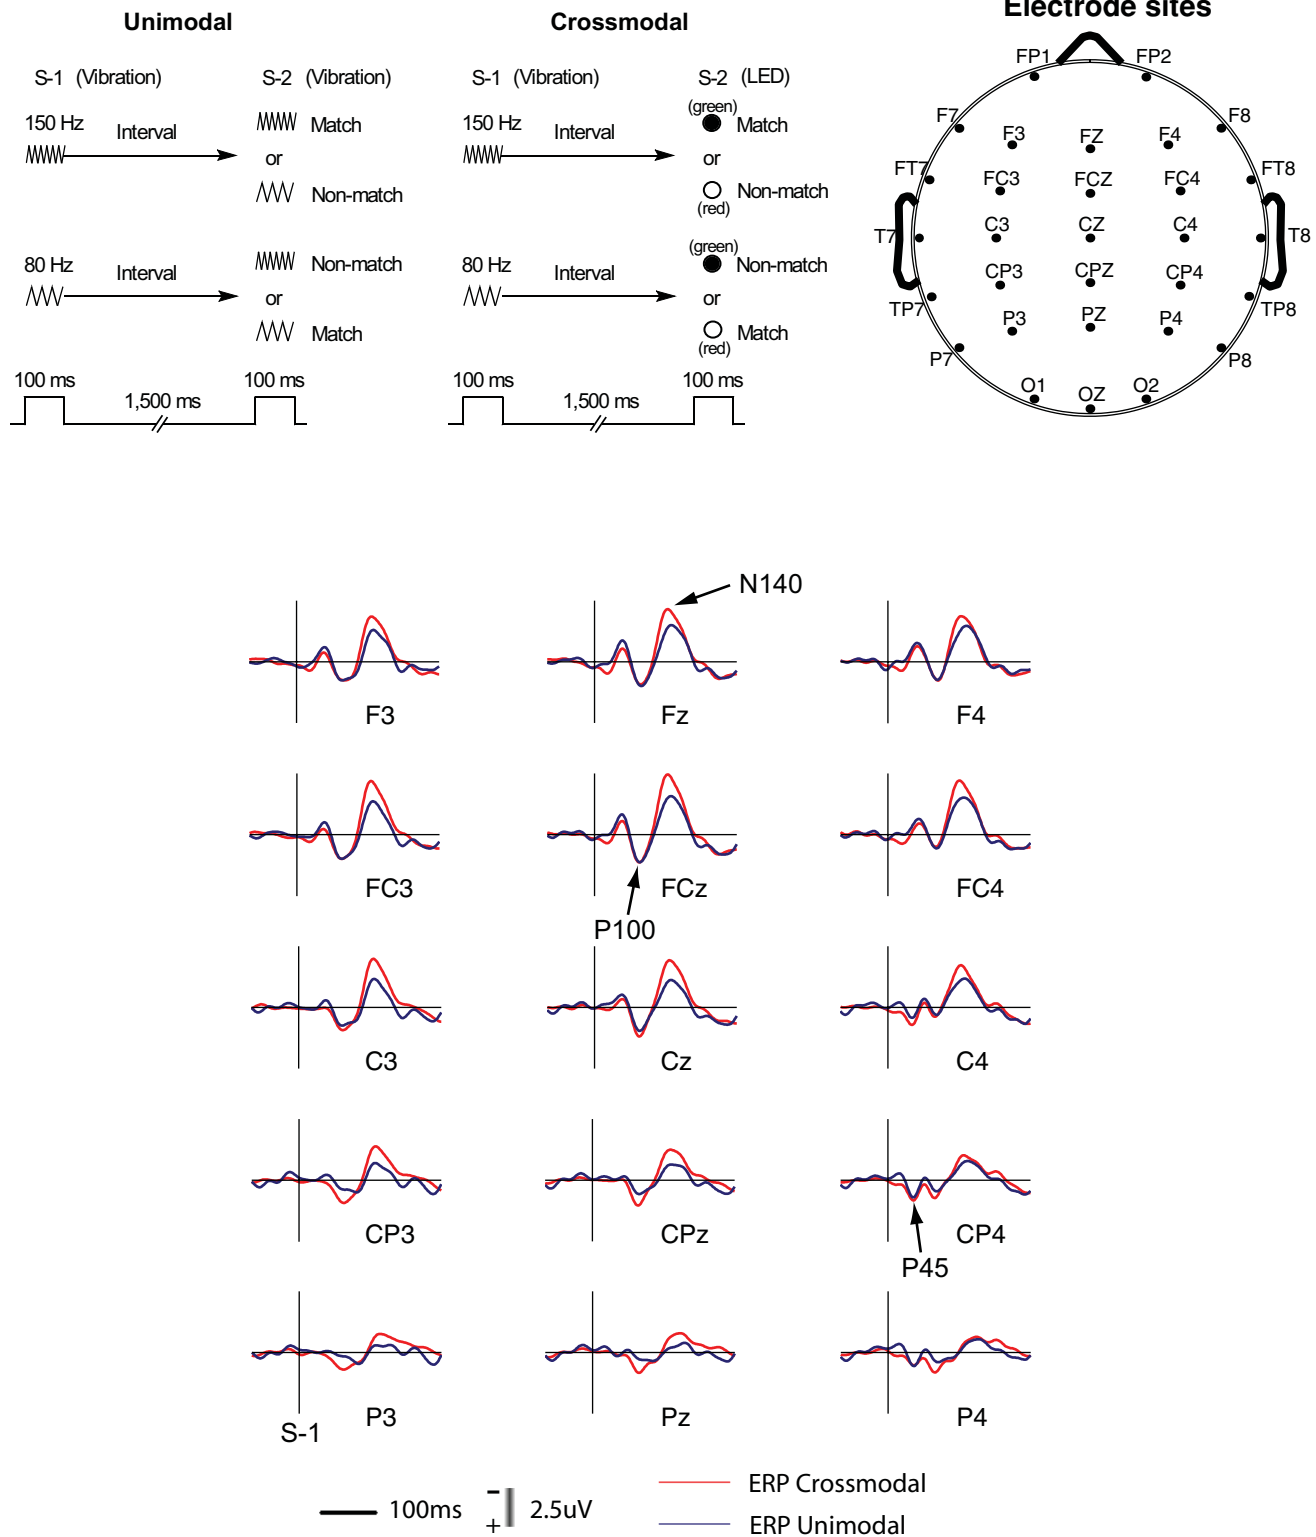 Unimodal
S-1 (Vibration)
S-2 (Vibration)
150 Hz
Interval
Match
or
Non-match
80 Hz
Interval
Non-match
or
Match
100 ms
1,500 ms
100 ms
Crossmodal
S-1 (Vibration)
S-2 (LED)
150 Hz
Interval
(green)
Match
or
Non-match
(red)
80 Hz
Interval
(green)
Non-match
or
Match
(red)
100 ms
1,500 ms
100 ms
Electrode sites
FP1 FP2
F7 F3 FZ F4 F8
FT7 FC3 FCZ FC4 FT8
T7 C3 CZ C4 T8
TP7 CP3 CPZ CP4 TP8
P7 P3 PZ P4 P8
O1 OZ O2
N140
F3 Fz F4
FC3 FCz FC4
P100
C3 Cz C4
CP3 CPz CP4
P45
P3 Pz P4
S-1
100ms
-
+
2.5uV
ERP Crossmodal
ERP Unimodal